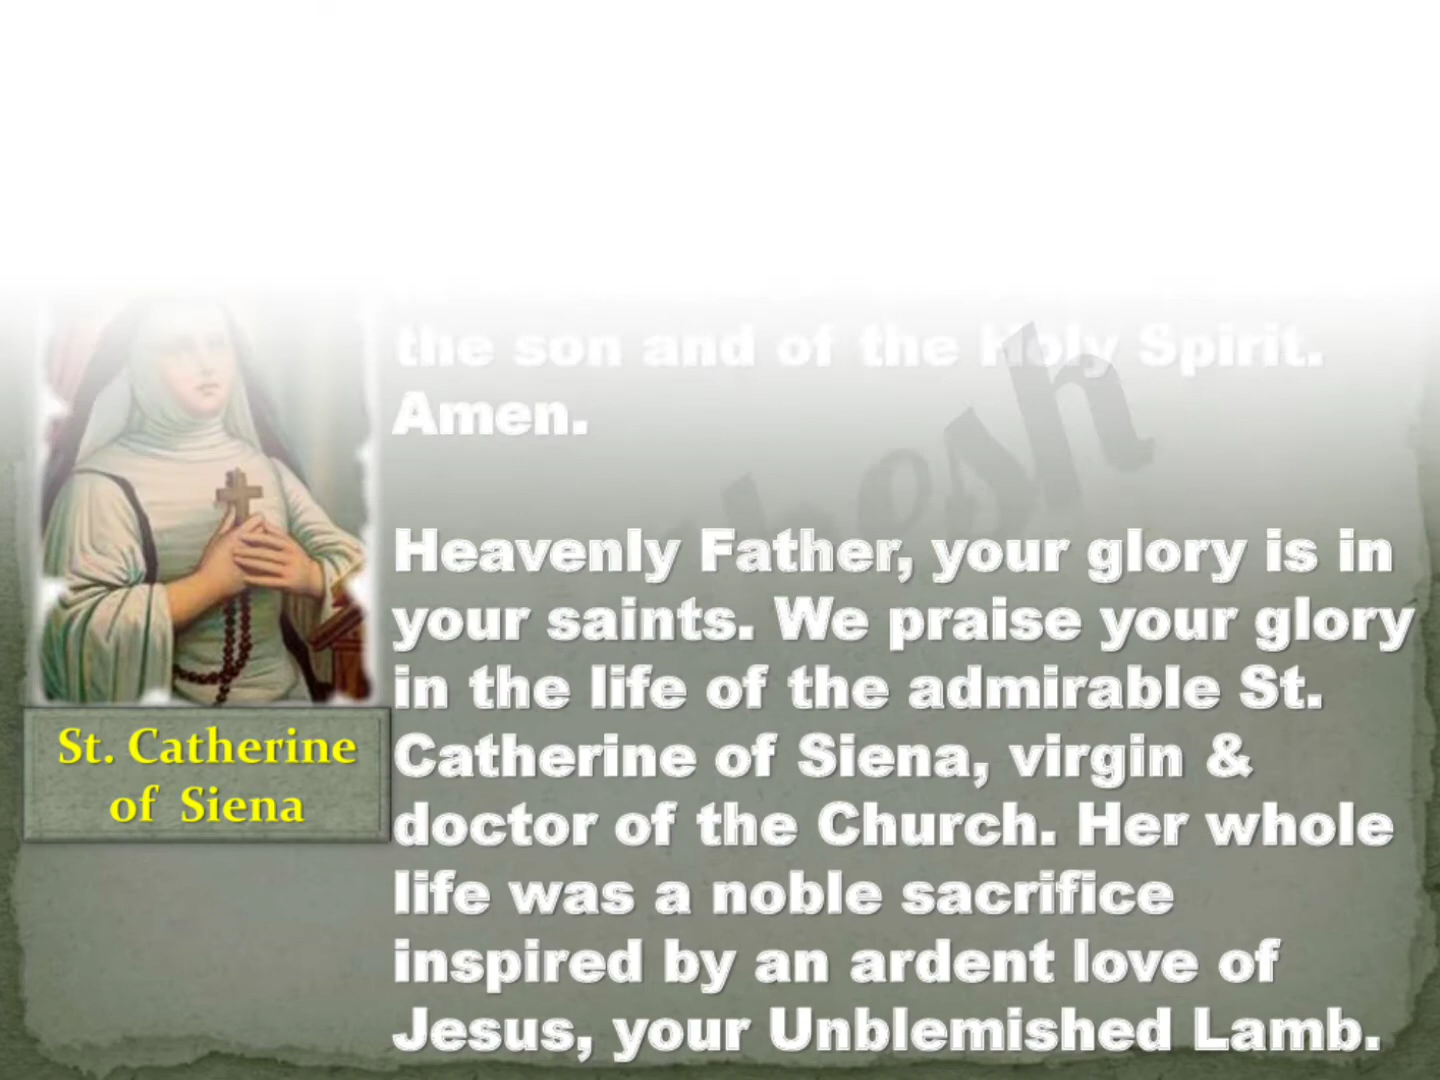 the son and of the Holy Spirit.
Amen.
Heavenly Father, your glory is in
your saints. We praise your glory
in the life of the admirable St.
Catherine of Siena, virgin &
doctor of the Church. Her whole
life was a noble sacrifice
inspired by an ardent love of
Jesus, your Unblemished Lamb.
St. Catherine
of Siena